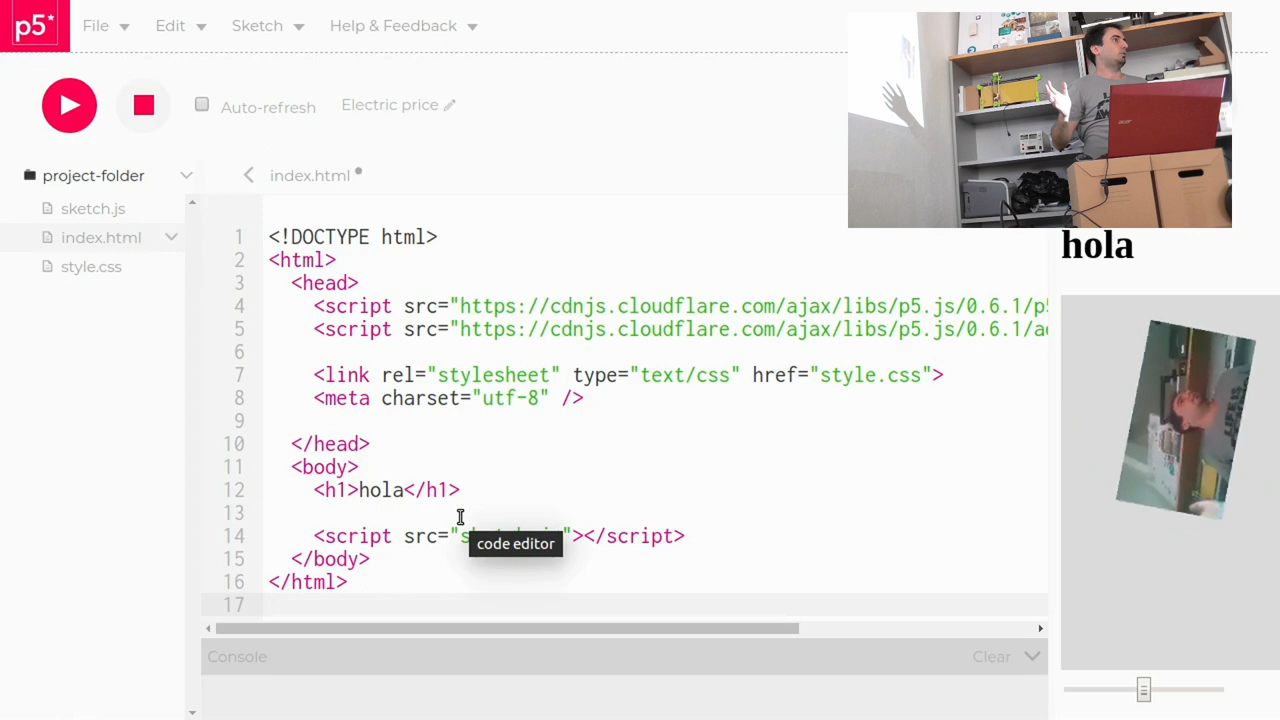 p5*
File
Edit
Sketch
Help & Feedback
Auto-refresh
Electric price
project-folder
index.html
sketch.js
index.html
style.css
1 <!DOCTYPE html>
2 <html>
3 <head>
4 <script src="https://cdnjs.cloudflare.com/ajax/libs/p5.js/0.6.1/p5
5 <script src="https://cdnjs.cloudflare.com/ajax/libs/p5.js/0.6.1/ad
6
7 <link rel="stylesheet" type="text/css" href="style.css">
8 <meta charset="utf-8" />
9
10 </head>
11 <body>
12 <h1>hola</h1>
13
14 <script src="s"></script>
code editor
15 </body>
16 </html>
17
Console
Clear
acer
hola